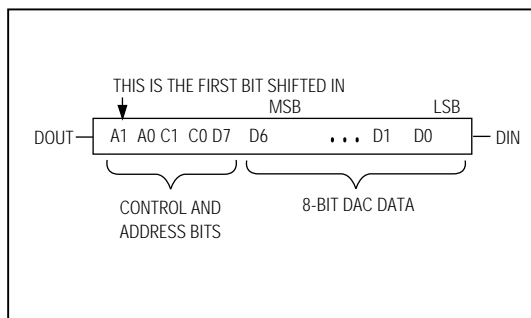 THIS IS THE FIRST BIT SHIFTED IN
MSB LSB
DOUT A1 A0 C1 C0 D7 D6 ... D1 D0 DIN
CONTROL AND
ADDRESS BITS
8-BIT DAC DATA